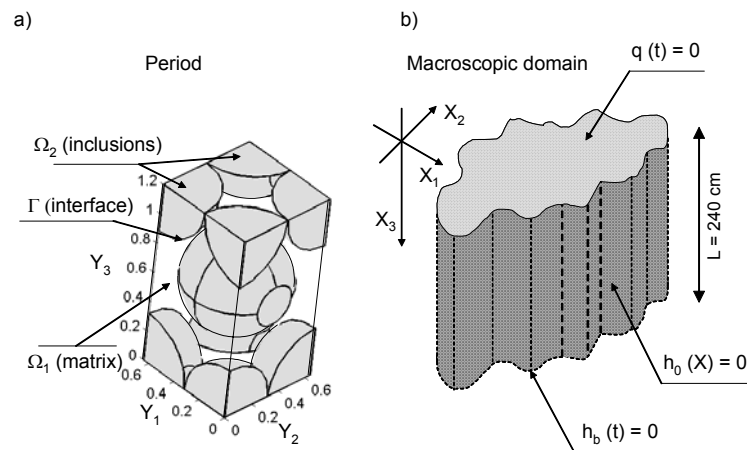 a)
Period
Ω2 (inclusions)
1.2
Γ (interface)
1
0.8
Y3
0.6
0.4
0.2
Ω1 (matrix)
0
0.6
0.4
0.2
0
Y1
0
0.2
0.4
0.6
Y2
b)
Macroscopic domain
q (t) = 0
X2
X1
X3
L = 240 cm
h0 (X) = 0
hb (t) = 0